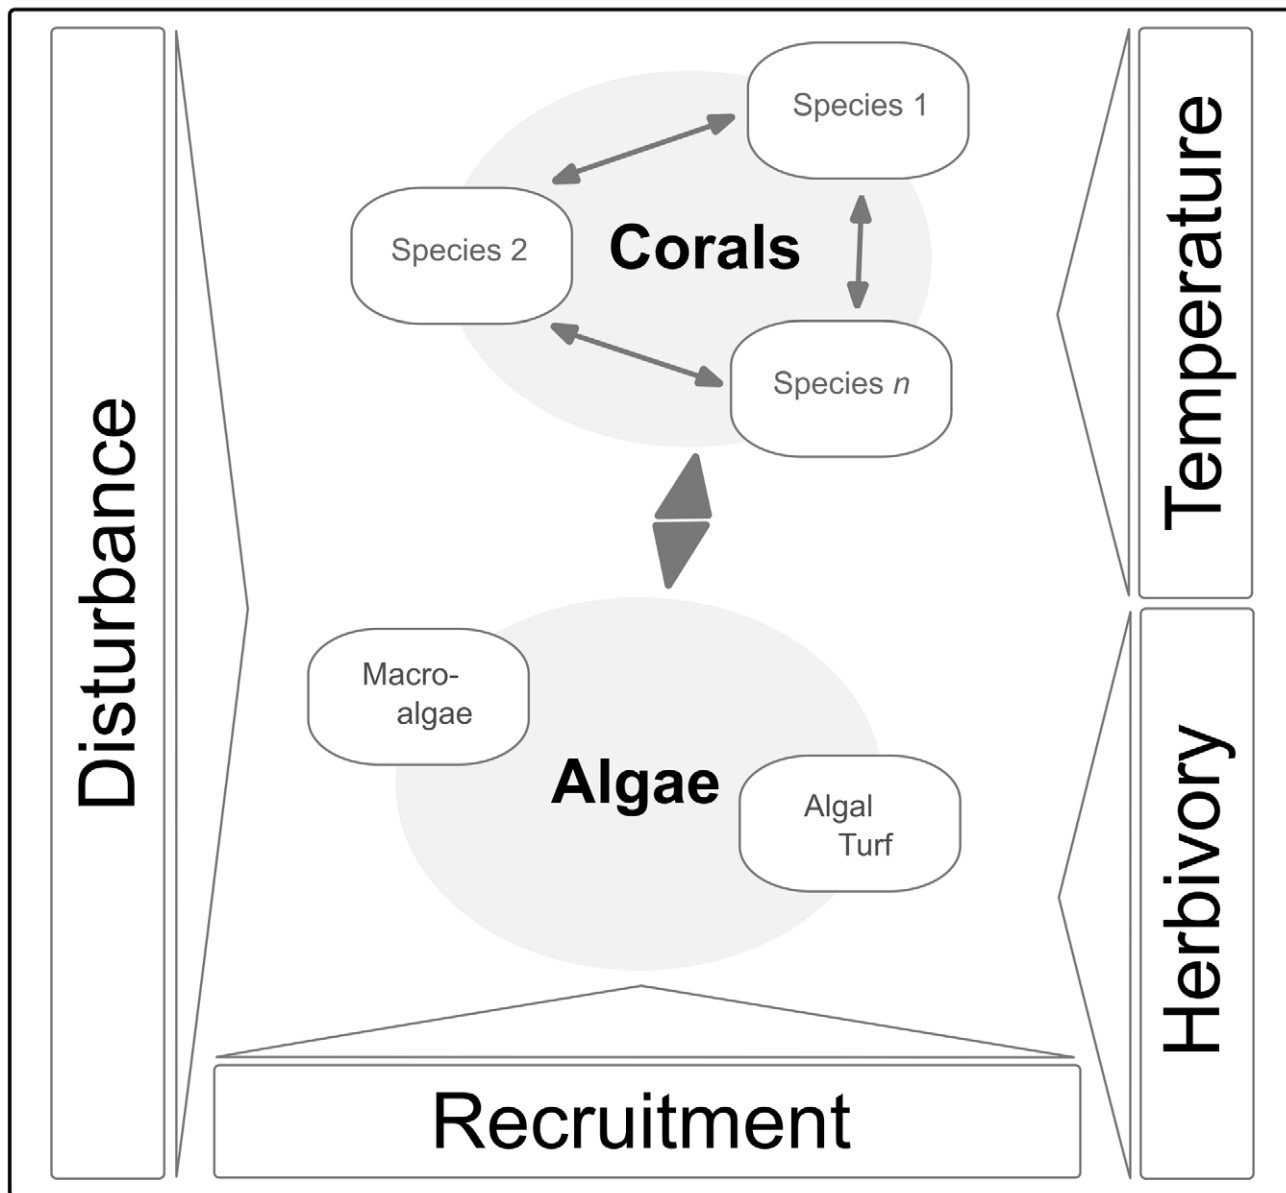 Disturbance
Species 1
Species 2
Corals
Species n
Temperature
Macro-
algae
Algae
Algal
Turf
Herbivory
Recruitment